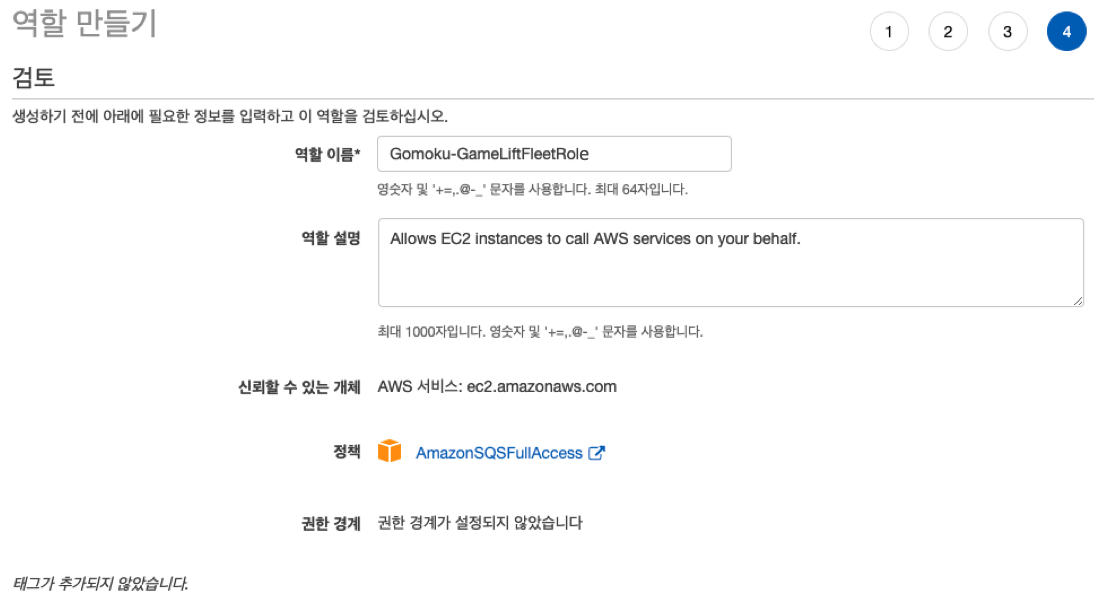 역할 만들기
1 2 3 4
검토
생성하기 전에 아래에 필요한 정보를 입력하고 이 역할을 검토하십시오.
역할 이름* Gomoku-GameLiftFleetRole
영숫자 및 '+=,.@-_' 문자를 사용합니다. 최대 64자입니다.
역할 설명 Allows EC2 instances to call AWS services on your behalf.
최대 1000자입니다. 영숫자 및 '+=,.@-_' 문자를 사용합니다.
신뢰할 수 있는 개체 AWS 서비스: ec2.amazonaws.com
정책 AmazonSQSFullAccess
권한 경계 권한 경계가 설정되지 않았습니다
태그가 추가되지 않았습니다.